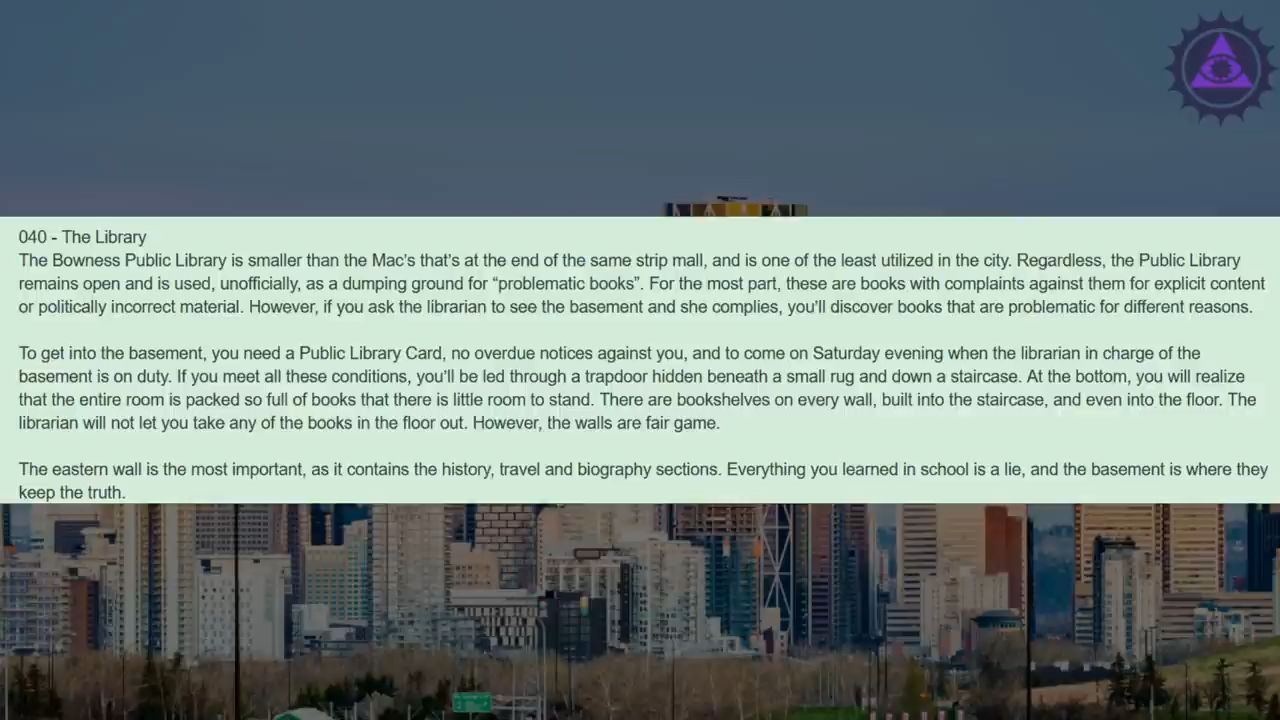 040 - The Library
The Bowness Public Library is smaller than the Mac's that's at the end of the same strip mall, and is one of the least utilized in the city. Regardless, the Public Library
remains open and is used, unofficially, as a dumping ground for “problematic books”. For the most part, these are books with complaints against them for explicit content
or politically incorrect material. However, if you ask the librarian to see the basement and she complies, you'll discover books that are problematic for different reasons.
To get into the basement, you need a Public Library Card, no overdue notices against you, and to come on Saturday evening when the librarian in charge of the
basement is on duty. If you meet all these conditions, you'll be led through a trapdoor hidden beneath a small rug and down a staircase. At the bottom, you will realize
that the entire room is packed so full of books that there is little room to stand. There are bookshelves on every wall, built into the staircase, and even into the floor. The
librarian will not let you take any of the books in the floor out. However, the walls are fair game.
The eastern wall is the most important, as it contains the history, travel and biography sections. Everything you learned in school is a lie, and the basement is where they
keep the truth.